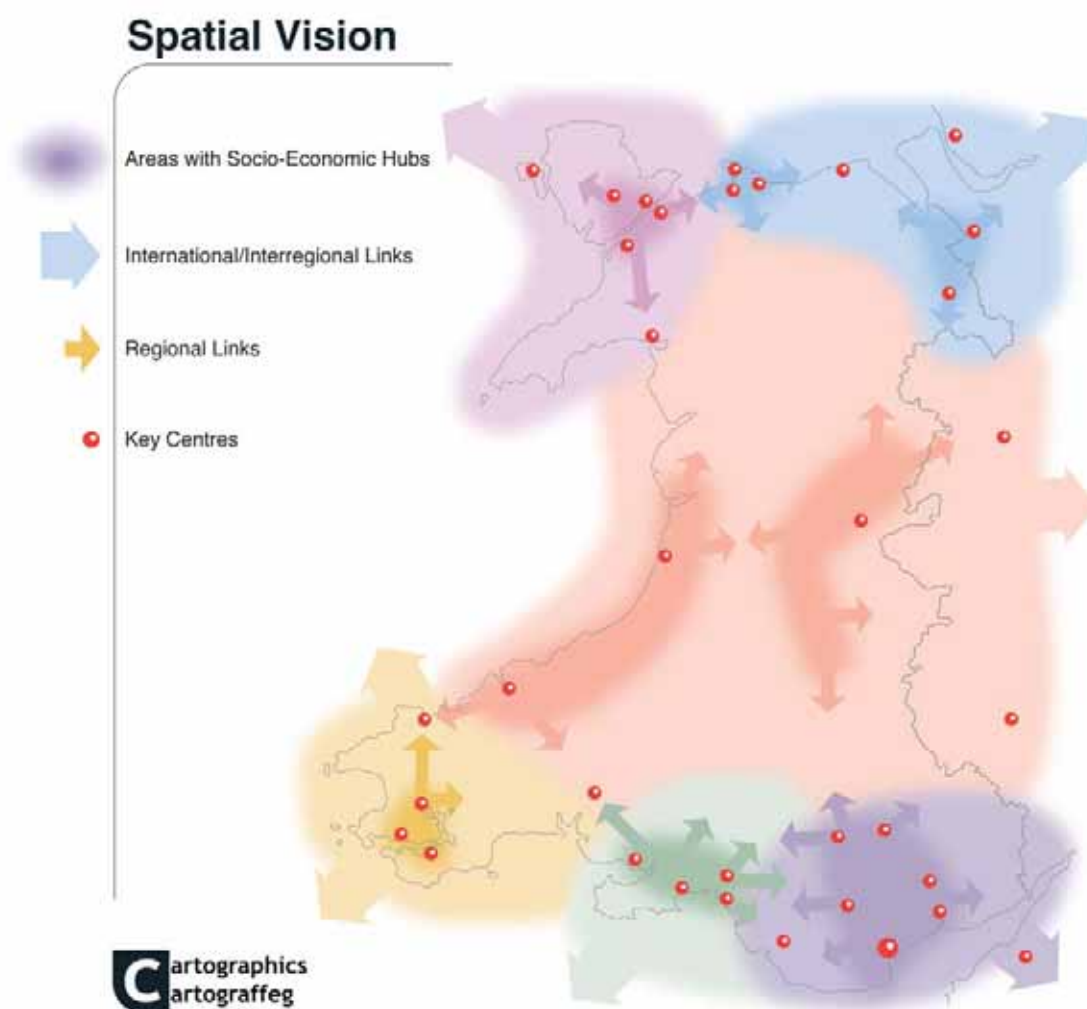 Spatial Vision
Areas with Socio-Economic Hubs
International/Interregional Links
Regional Links
Key Centres
Cartographics
Cartograffeg